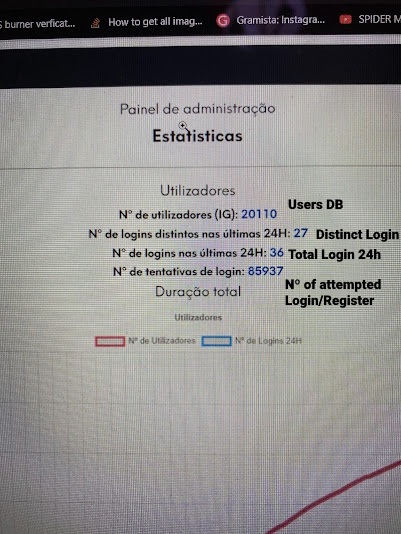 S burner verficat...
How to get all imag...
Gramista: Instagra...
SPIDER M
Painel de administração
Estatisticas
Utilizadores
Nº de utilizadores (IG): 20110
Users DB
Nº de logins distintos nas últimas 24H: 27
Distinct Login
Nº de logins nas últimas 24H: 36
Total Login 24h
Nº de tentativas de login: 85937
Nº of attempted
Login/Register
Duração total
Utilizadores
Nº de Utilizadores
Nº de Logins 24H